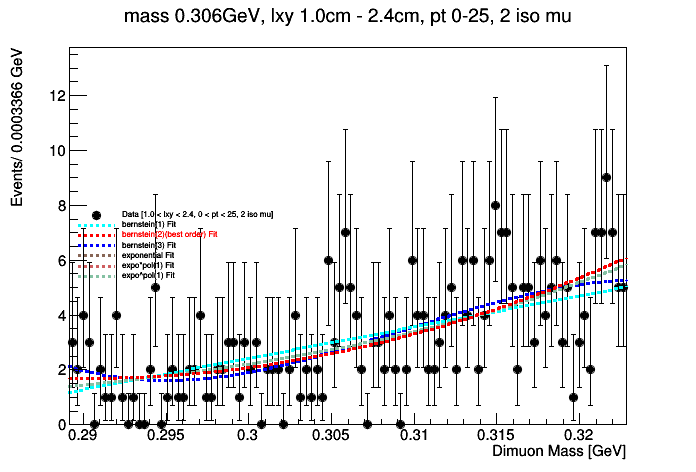 mass 0.306GeV, lxy 1.0cm - 2.4cm, pt 0-25, 2 iso mu
Events/ 0.0003366 GeV
12
10
8
6
4
2
0
Data [1.0 < lxy < 2.4, 0 < pt < 25, 2 iso mu]
bernstein(1) Fit
bernstein(2)(best order) Fit
bernstein(3) Fit
exponential Fit
expo*pol(1) Fit
expo*pol(1) Fit
0.29 0.295 0.3 0.305 0.31 0.315 0.32
Dimuon Mass [GeV]